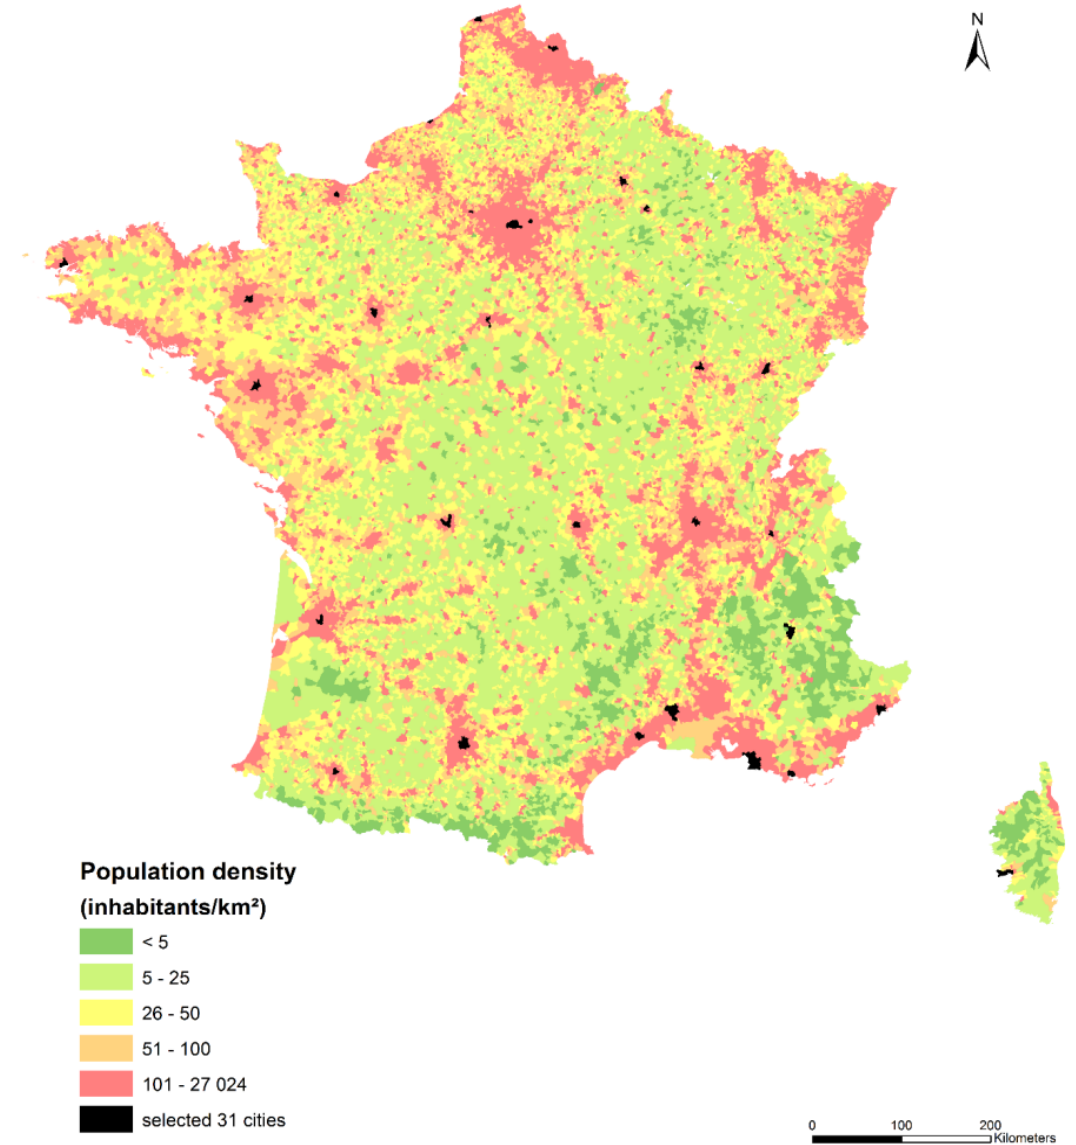 N
Population density
(inhabitants/km²)
< 5
5 - 25
26 - 50
51 - 100
101 - 27 024
selected 31 cities
0 100 200
Kilometers